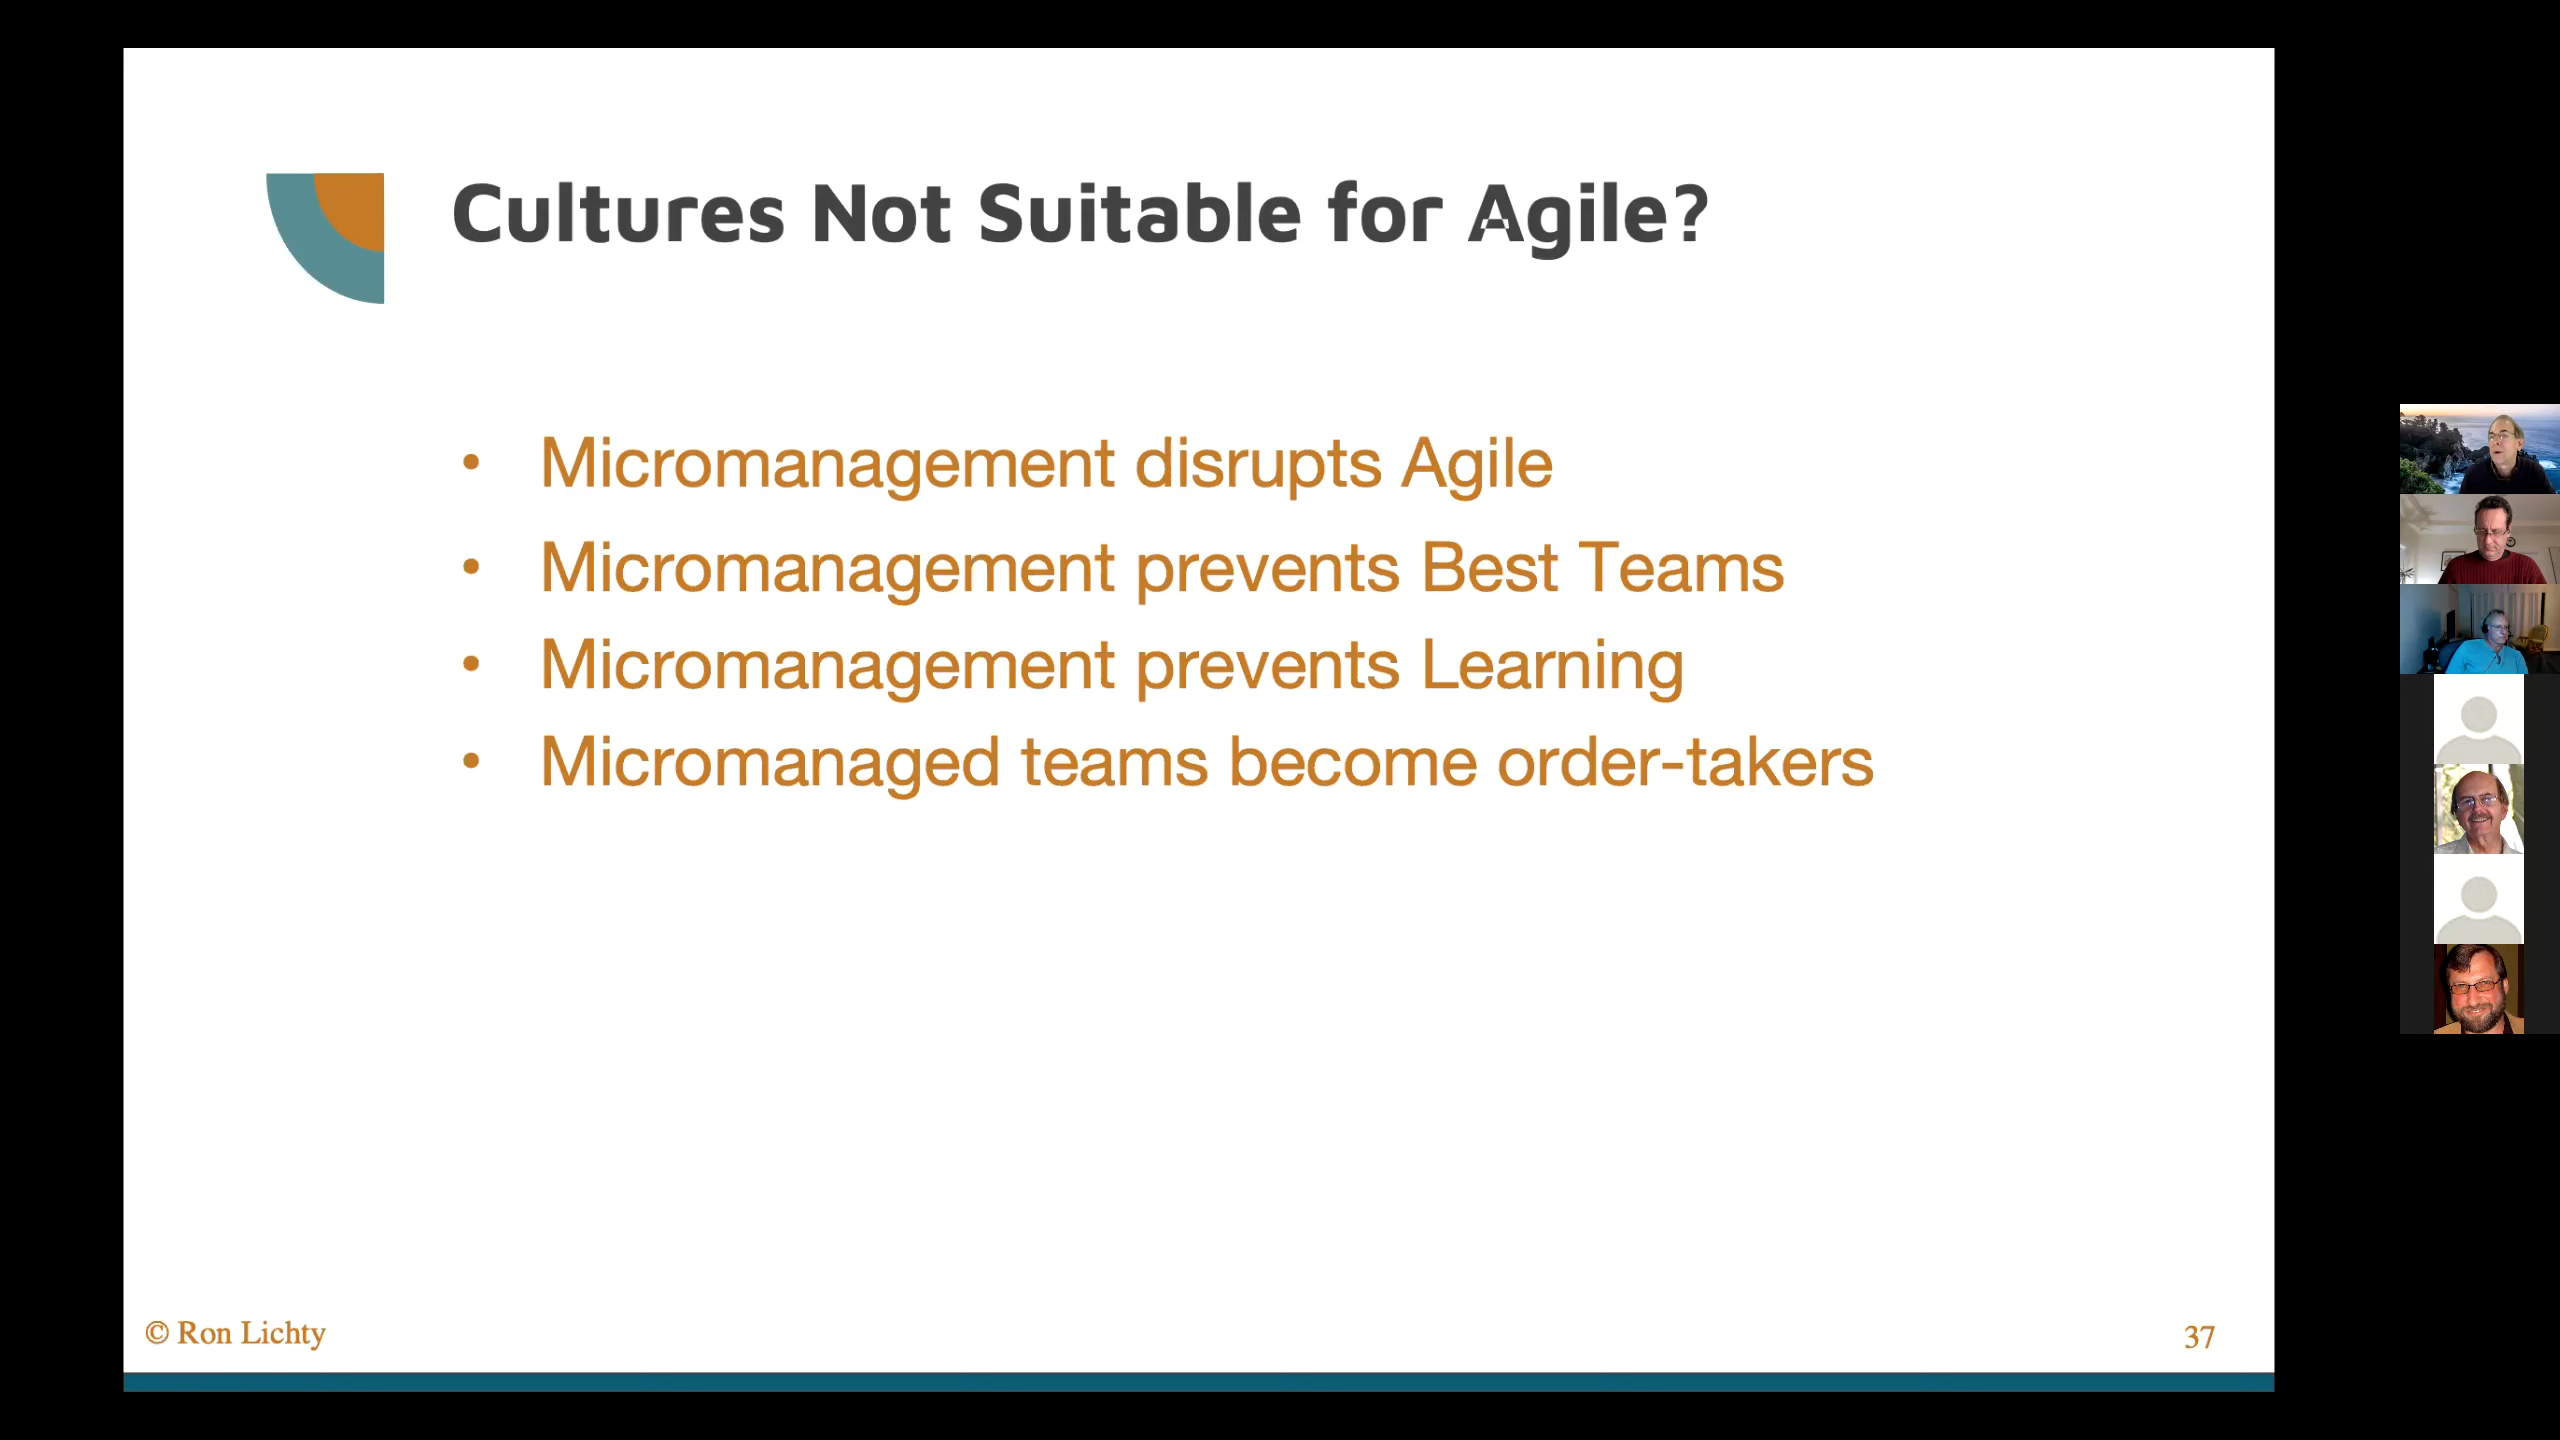 Cultures Not Suitable for Agile?
• Micromanagement disrupts Agile
• Micromanagement prevents Best Teams
• Micromanagement prevents Learning
• Micromanaged teams become order-takers
© Ron Lichty
37